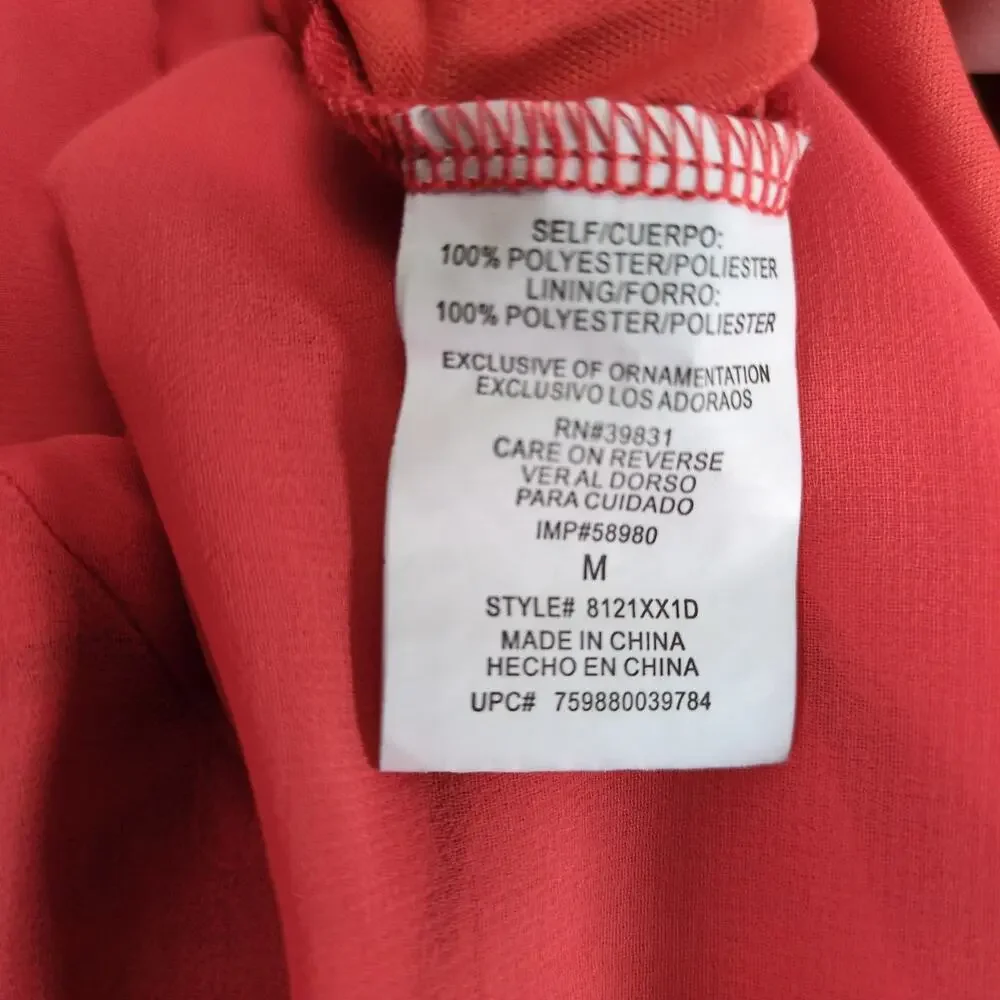 SELF/CUERPO:
100% POLYESTER/POLIESTER
LINING/FORRO:
100% POLYESTER/POLIESTER
EXCLUSIVE OF ORNAMENTATION
EXCLUSIVO LOS ADORAOS
RN#39831
CARE ON REVERSE
VER AL DORSO
PARA CUIDADO
IMP#58980
M
STYLE# 8121XX1D
MADE IN CHINA
HECHO EN CHINA
UPC# 759880039784